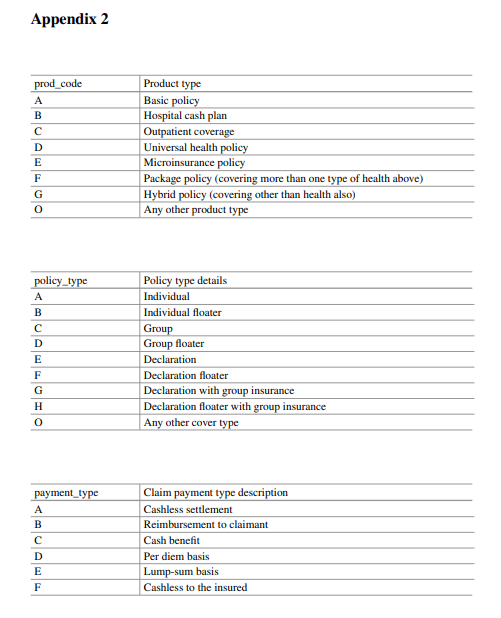 Appendix 2
prod_code Product type
A Basic policy
B Hospital cash plan
C Outpatient coverage
D Universal health policy
E Microinsurance policy
F Package policy (covering more than one type of health above)
G Hybrid policy (covering other than health also)
O Any other product type
policy_type Policy type details
A Individual
B Individual floater
C Group
D Group floater
E Declaration
F Declaration floater
G Declaration with group insurance
H Declaration floater with group insurance
O Any other cover type
payment_type Claim payment type description
A Cashless settlement
B Reimbursement to claimant
C Cash benefit
D Per diem basis
E Lump-sum basis
F Cashless to the insured